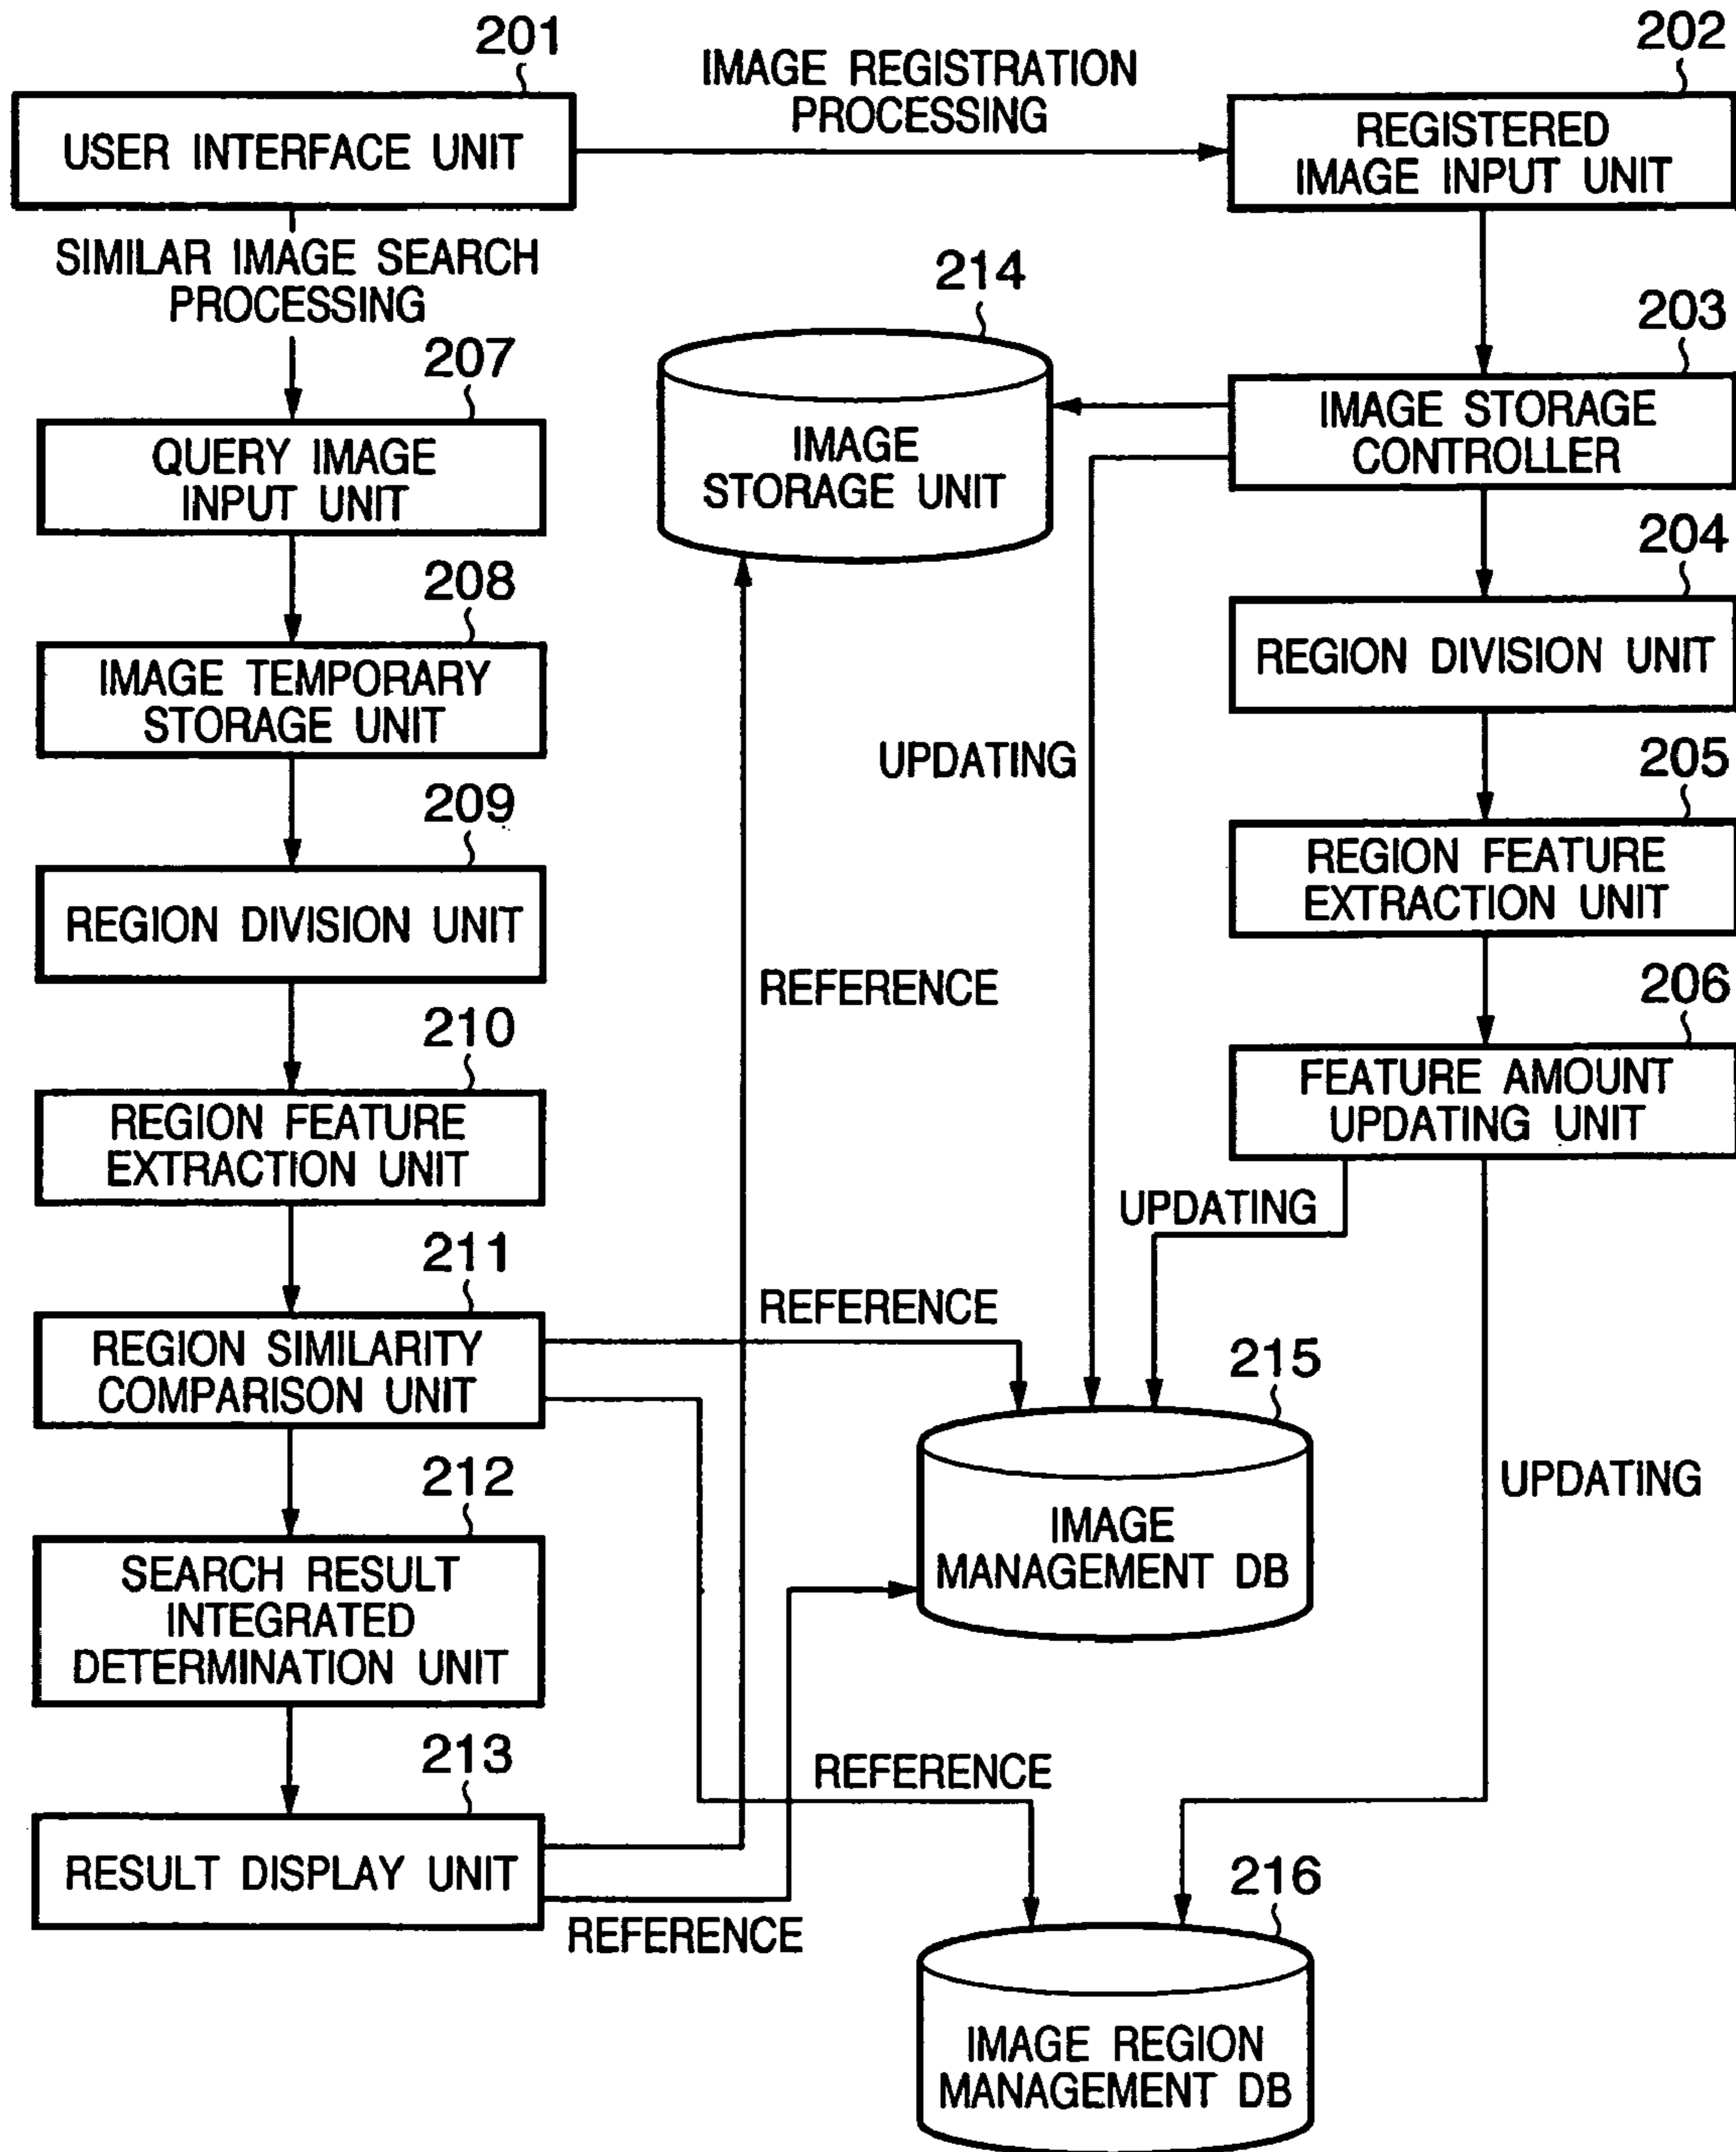 201
USER INTERFACE UNIT
IMAGE REGISTRATION
PROCESSING
202
REGISTERED
IMAGE INPUT UNIT
SIMILAR IMAGE SEARCH
PROCESSING
214
IMAGE
STORAGE UNIT
203
IMAGE STORAGE
CONTROLLER
207
QUERY IMAGE
INPUT UNIT
204
REGION DIVISION UNIT
208
IMAGE TEMPORARY
STORAGE UNIT
UPDATING
205
REGION FEATURE
EXTRACTION UNIT
209
REGION DIVISION UNIT
REFERENCE
206
FEATURE AMOUNT
UPDATING UNIT
210
REGION FEATURE
EXTRACTION UNIT
UPDATING
211
REGION SIMILARITY
COMPARISON UNIT
REFERENCE
215
IMAGE
MANAGEMENT DB
UPDATING
212
SEARCH RESULT
INTEGRATED
DETERMINATION UNIT
213
RESULT DISPLAY UNIT
REFERENCE
REFERENCE
216
IMAGE REGION
MANAGEMENT DB